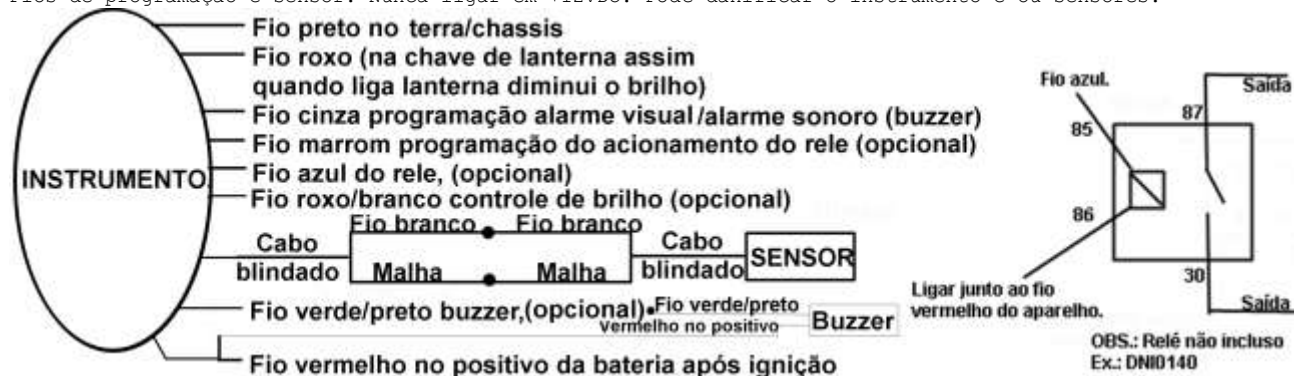 Fio preto no terra/chassis
Fio roxo (na chave de lanterna assim
quando liga lanterna diminui o brilho)
Fio cinza programação alarme visual/alarme sonoro (buzzer)
Fio marrom programação do acionamento do rele (opcional)
INSTRUMENTO.
Fio azul do rele, (opcional)
Fio roxo/branco controle de brilho (opcional)
Fio branco Fio branco
Cabo
blindado
Malha Malha
Cabo
blindado
SENSOR
Fio verde/preto buzzer,(opcional)
Fio verde/preto
Vermelho no positivo
Buzzer
Fio vermelho no positivo da bateria após ignição
Fio azul.
Saída
87
85
86
30
Ligar junto ao fio
vermelho do aparelho.
Saída
OBS.: Relé não incluso
Ex.: DNI0140